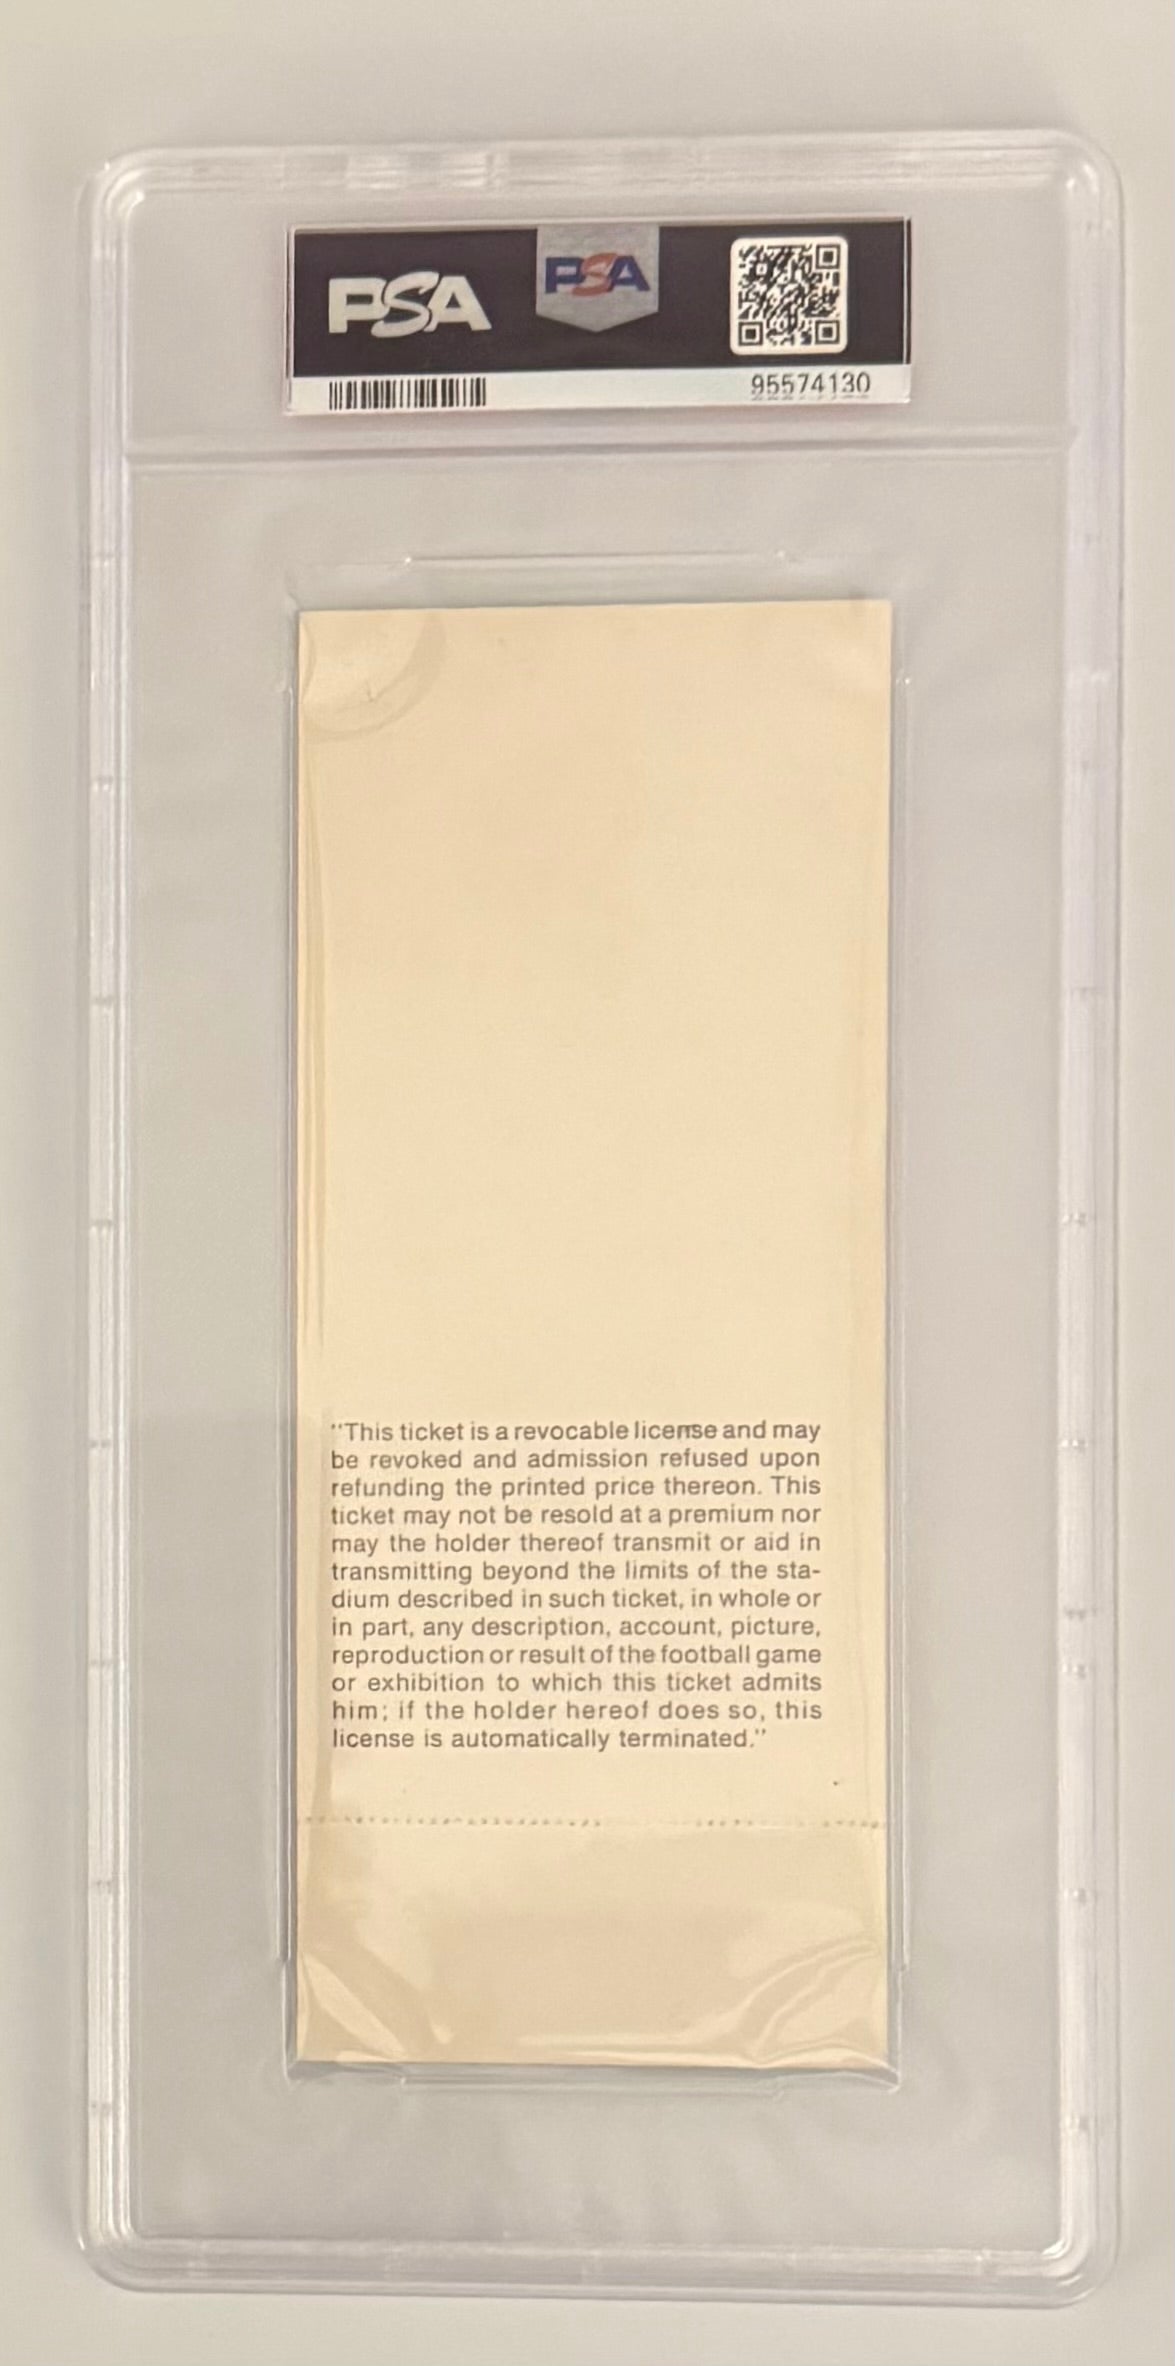 PSA
PSA
95574130
"This ticket is a revocable license and may
be revoked and admission refused upon
refunding the printed price thereon. This
ticket may not be resold at a premium nor
may the holder thereof transmit or aid in
transmitting beyond the limits of the sta-
dium described in such ticket, in whole or
in part, any description, account, picture,
reproduction or result of the football game
or exhibition to which this ticket admits
him; if the holder hereof does so, this
license is automatically terminated."